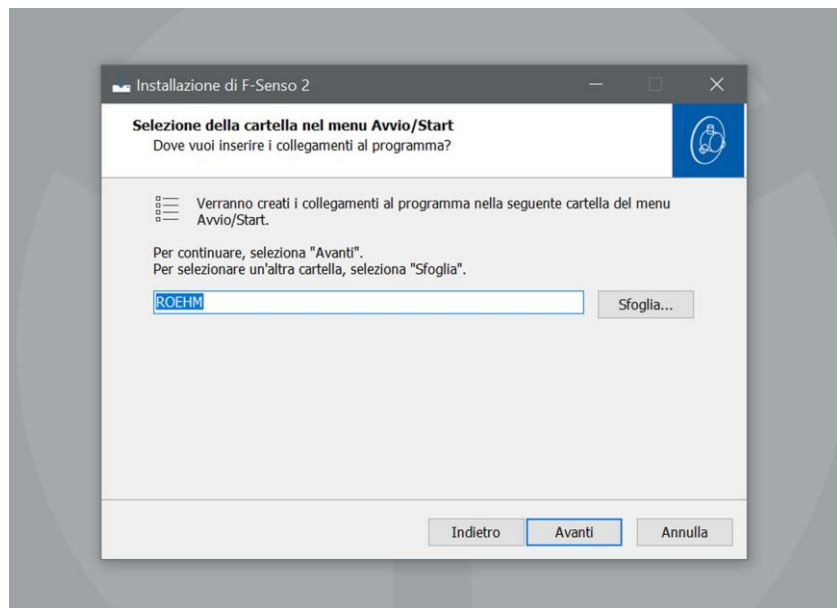 Installazione di F-Senso 2
Selezione della cartella nel menu Avvio/Start
Dove vuoi inserire i collegamenti al programma?
Verranno creati i collegamenti al programma nella seguente cartella del menu
Avvio/Start.
Per continuare, seleziona "Avanti".
Per selezionare un'altra cartella, seleziona "Sfoglia".
ROEHM
Sfoglia...
Indietro
Avanti
Annulla